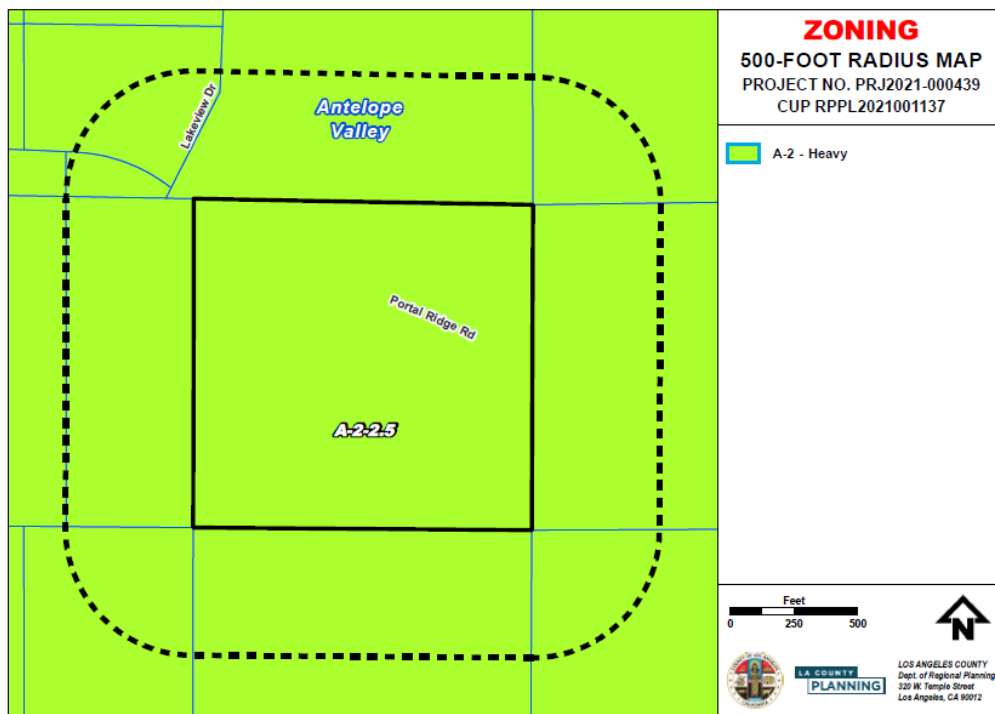 ZONING
500-FOOT RADIUS MAP
PROJECT NO. PRJ2021-000439
CUP RPPL2021001137
A-2 - Heavy
Lakeview Dr
Antelope
Valley
Portal Ridge Rd
A-2-2.5
Feet
0 250 500
N
LA COUNTY
PLANNING
LOS ANGELES COUNTY
Dept. of Regional Planning
320 W. Temple Street
Los Angeles, CA 90012